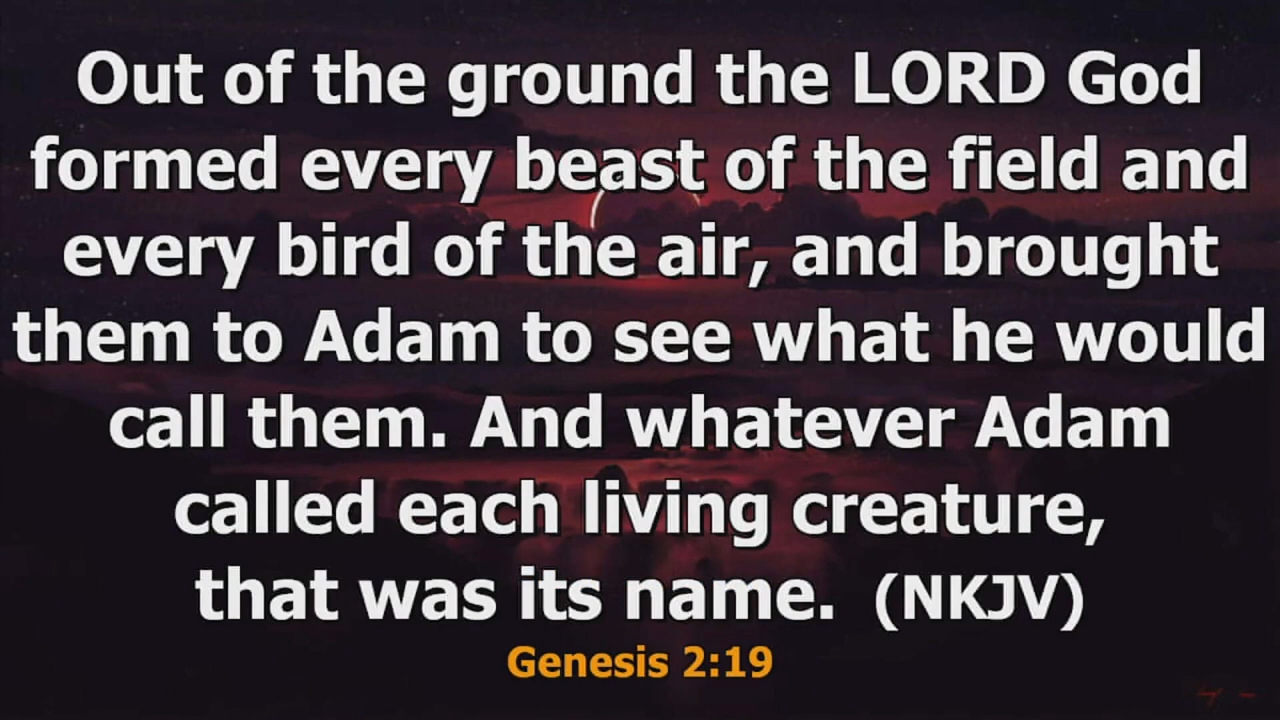 Out of the ground the LORD God
formed every beast of the field and
every bird of the air, and brought
them to Adam to see what he would
call them. And whatever Adam
called each living creature,
that was its name. (NKJV)
Genesis 2:19